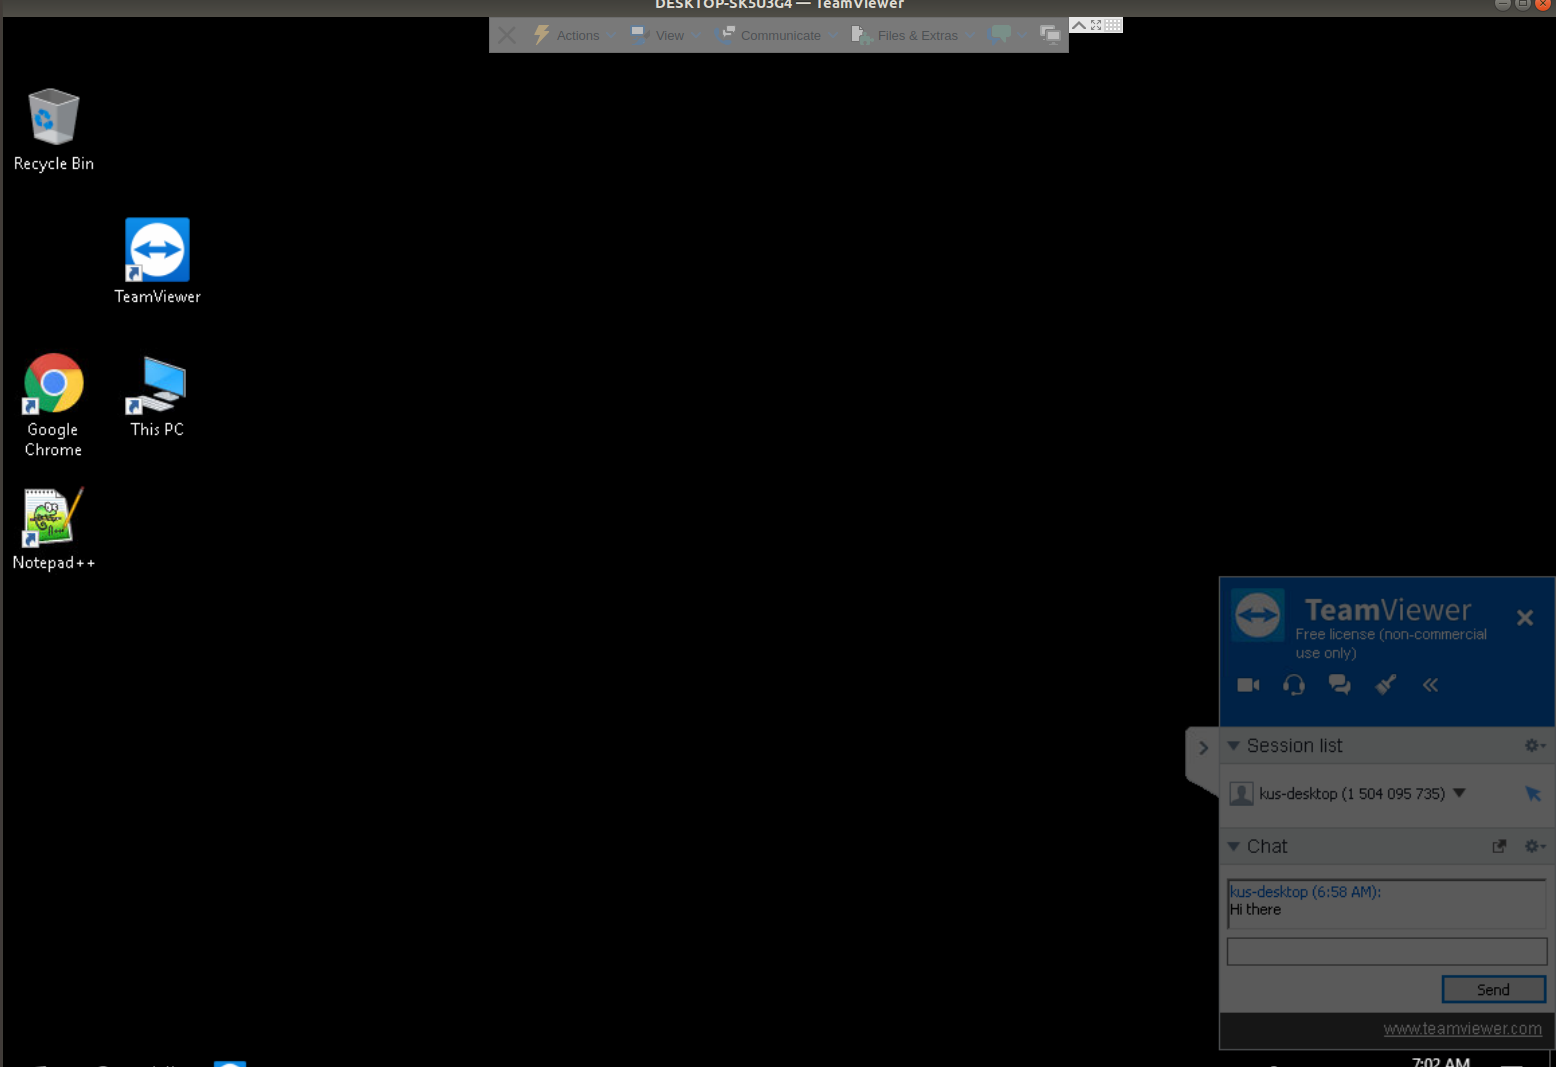 DESKTOP-SK5U3G4 — TeamViewer
Actions View Communicate Files & Extras
Recycle Bin
TeamViewer
Google
Chrome
This PC
Notepad++
TeamViewer
Free license (non-commercial
use only)
Session list
kus-desktop (1 504 095 735)
Chat
kus-desktop (6:58 AM):
Hi there
Send
www.teamviewer.com
7:02 AM